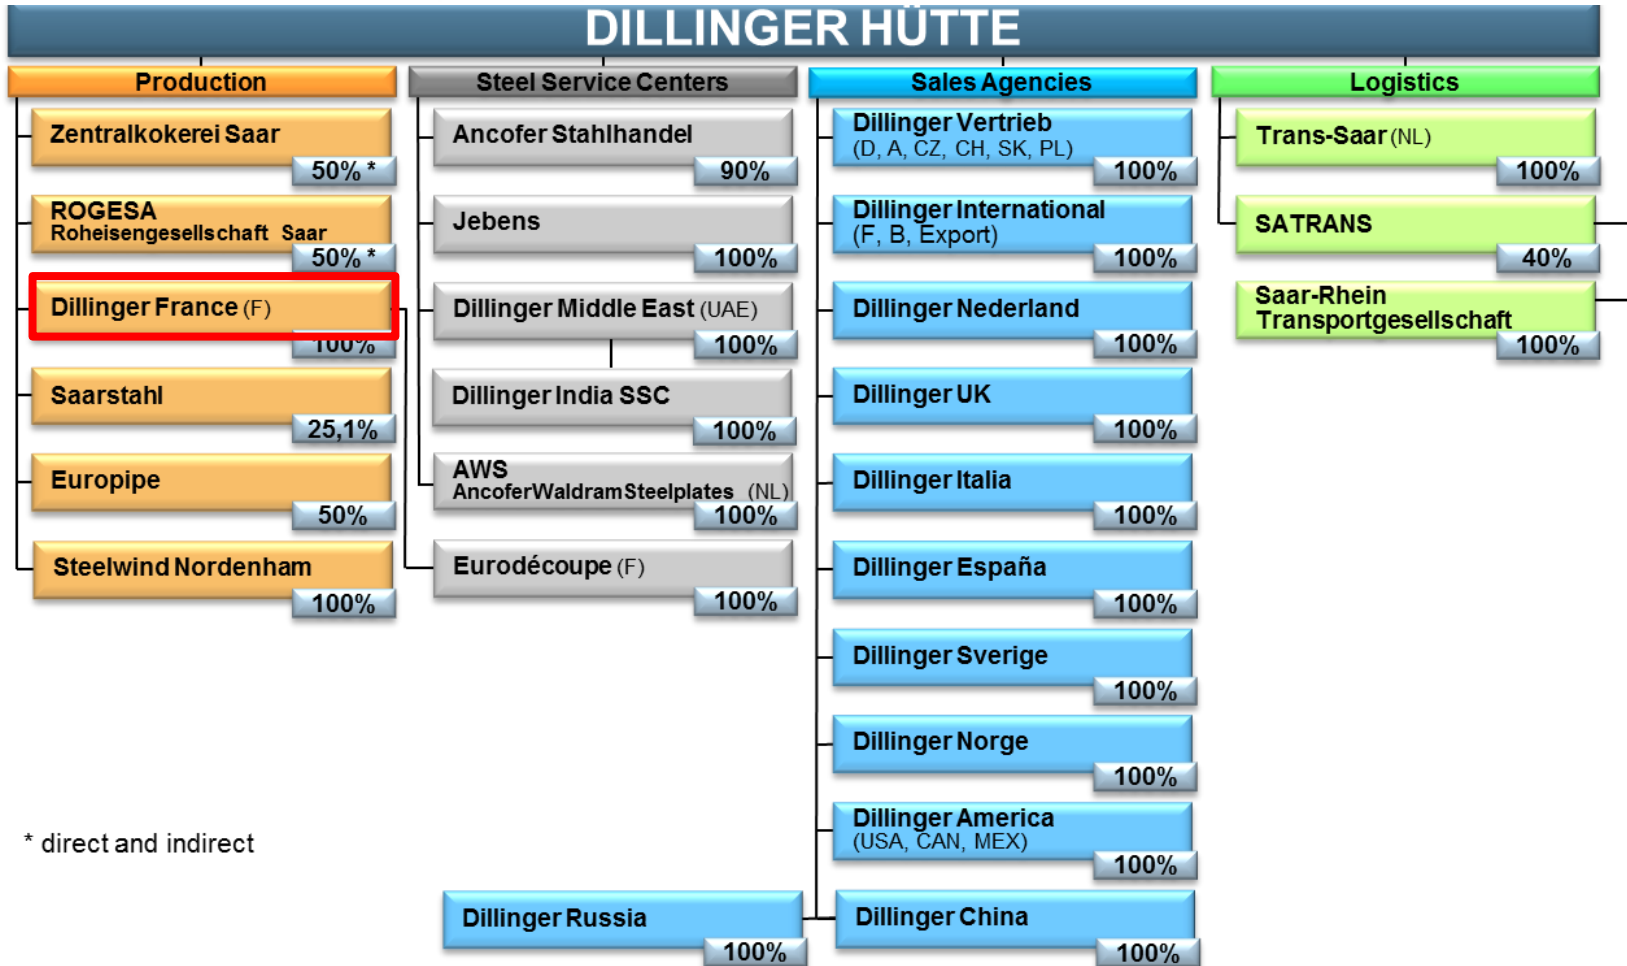 DILLINGER HÜTTE
Production
Zentralkokerei Saar
50% *
ROGESA
Roheisengesellschaft Saar
50% *
Dillinger France (F)
100%
Saarstahl
25,1%
Europipe
50%
Steelwind Nordenham
100%
* direct and indirect
Steel Service Centers
Ancofer Stahlhandel
90%
Jebens
100%
Dillinger Middle East (UAE)
100%
Dillinger India SSC
100%
AWS
AncoferWaldramSteelplates (NL)
100%
Eurodécoupe (F)
100%
Sales Agencies
Dillinger Vertrieb
(D, A, CZ, CH, SK, PL)
100%
Dillinger International
(F, B, Export)
100%
Dillinger Nederland
100%
Dillinger UK
100%
Dillinger Italia
100%
Dillinger España
100%
Dillinger Sverige
100%
Dillinger Norge
100%
Dillinger America
(USA, CAN, MEX)
100%
Dillinger Russia
100%
Dillinger China
100%
Logistics
Trans-Saar (NL)
100%
SATRANS
40%
Saar-Rhein
Transportgesellschaft
100%